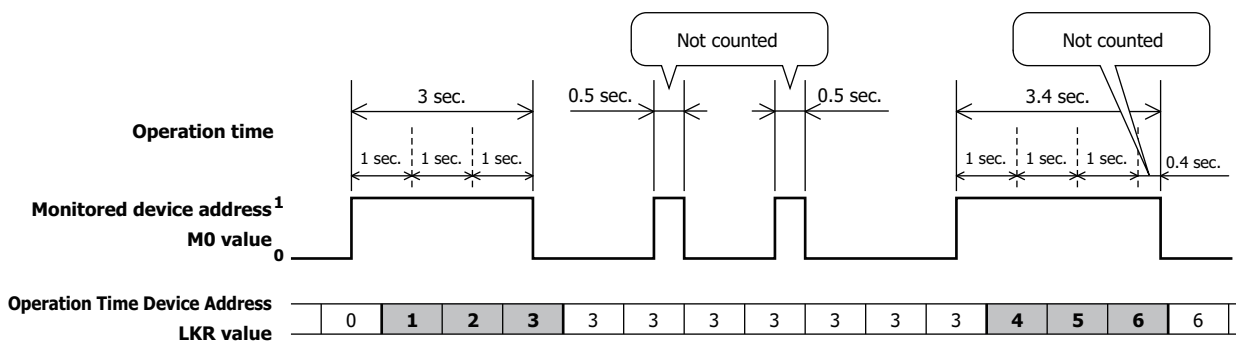 Not counted
Not counted
3 sec.
0.5 sec.
0.5 sec.
3.4 sec.
Operation time
1 sec. 1 sec. 1 sec.
1 sec. 1 sec. 1 sec. 0.4 sec.
Monitored device address 1
M0 value
0
Operation Time Device Address
LKR value
0 1 2 3 3 3 3 3 3 3 3 4 5 6 6